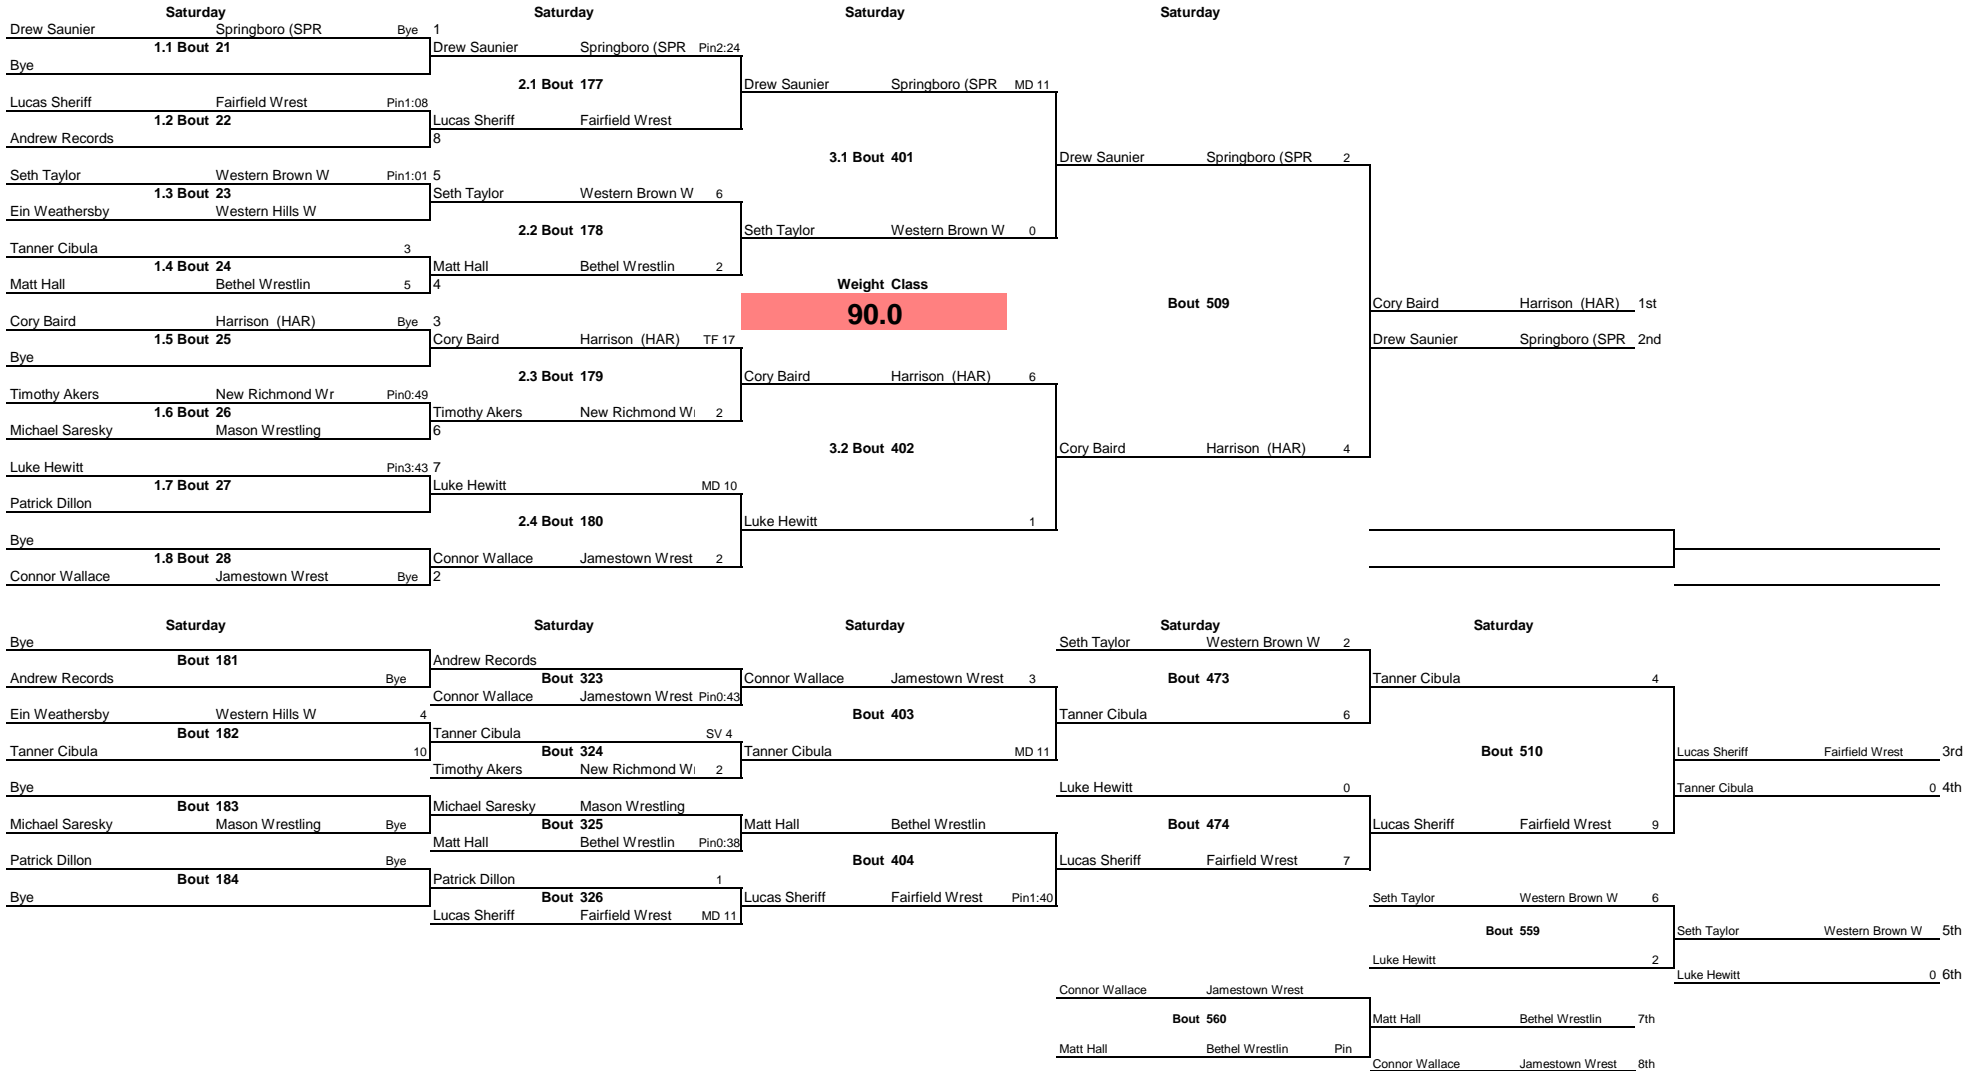 Saturday Saturday Saturday Saturday
Drew Saunier Springboro (SPR Bye 1
1.1 Bout 21 Drew Saunier Springboro (SPR Pin2:24
Bye
2.1 Bout 177 Drew Saunier Springboro (SPR MD 11
Lucas Sheriff Fairfield Wrest Pin1:08
1.2 Bout 22 Lucas Sheriff Fairfield Wrest
Andrew Records 8
3.1 Bout 401 Drew Saunier Springboro (SPR 2
Seth Taylor Western Brown W Pin1:01 5
1.3 Bout 23 Seth Taylor Western Brown W 6
Ein Weathersby Western Hills W
2.2 Bout 178 Seth Taylor Western Brown W 0
Tanner Cibula 3
1.4 Bout 24 Matt Hall Bethel Wrestlin 2
Matt Hall Bethel Wrestlin 5 4 Weight Class
Bout 509 Cory Baird Harrison (HAR) 1st
90.0
Cory Baird Harrison (HAR) Bye 3
1.5 Bout 25 Cory Baird Harrison (HAR) TF 17 Drew Saunier Springboro (SPR 2nd
Bye
2.3 Bout 179 Cory Baird Harrison (HAR) 6
Timothy Akers New Richmond Wr Pin0:49
1.6 Bout 26 Timothy Akers New Richmond W 2
Michael Saresky Mason Wrestling 6
3.2 Bout 402 Cory Baird Harrison (HAR) 4
Luke Hewitt Pin3:43 7
1.7 Bout 27 Luke Hewitt MD 10
Patrick Dillon
2.4 Bout 180 Luke Hewitt 1
Bye
1.8 Bout 28 Connor Wallace Jamestown Wrest 2
Connor Wallace Jamestown Wrest Bye 2
Saturday Saturday Saturday Saturday Saturday
Bye Seth Taylor Western Brown W 2
Bout 181 Andrew Records
Andrew Records Bye Bout 323 Connor Wallace Jamestown Wrest 3 Bout 473 Tanner Cibula 4
Connor Wallace Jamestown Wrest Pin0:43
Ein Weathersby Western Hills W 4 Bout 403 Tanner Cibula 6
Bout 182 Tanner Cibula SV 4
Tanner Cibula 10 Bout 324 Tanner Cibula MD 11 Bout 510 Lucas Sheriff Fairfield Wrest 3rd
Timothy Akers New Richmond W 2
Bye Luke Hewitt 0 Tanner Cibula 0 4th
Bout 183 Michael Saresky Mason Wrestling
Michael Saresky Mason Wrestling Bye Bout 325 Matt Hall Bethel Wrestlin Bout 474 Lucas Sheriff Fairfield Wrest 9
Matt Hall Bethel Wrestlin Pin0:38
Patrick Dillon Bye Bout 404 Lucas Sheriff Fairfield Wrest 7
Bout 184 Patrick Dillon 1
Bye Bout 326 Lucas Sheriff Fairfield Wrest Pin1:40 Seth Taylor Western Brown W 6
Lucas Sheriff Fairfield Wrest MD 11
Bout 559 Seth Taylor Western Brown W 5th
Luke Hewitt 2
Luke Hewitt 0 6th
Connor Wallace Jamestown Wrest
Bout 560 Matt Hall Bethel Wrestlin 7th
Matt Hall Bethel Wrestlin Pin
Connor Wallace Jamestown Wrest 8th